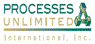 PROCESSES
UNLIMITED
International, Inc.